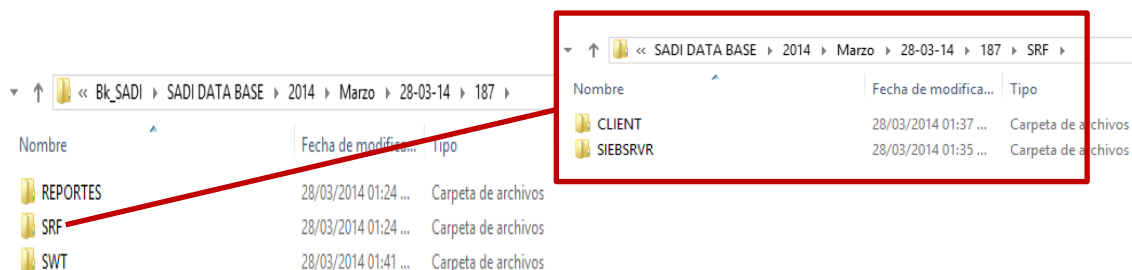 « Bk_SADI ▸ SADI DATA BASE ▸ 2014 ▸ Marzo ▸ 28-03-14 ▸ 187 ▸
Nombre Fecha de modifica... Tipo
REPORTES 28/03/2014 01:24 ... Carpeta de archivos
SRF 28/03/2014 01:24 ... Carpeta de archivos
SWT 28/03/2014 01:41 ... Carpeta de archivos
« SADI DATA BASE ▸ 2014 ▸ Marzo ▸ 28-03-14 ▸ 187 ▸ SRF ▸
Nombre Fecha de modifica... Tipo
CLIENT 28/03/2014 01:37 ... Carpeta de archivos
SIEBSRVR 28/03/2014 01:35 ... Carpeta de archivos